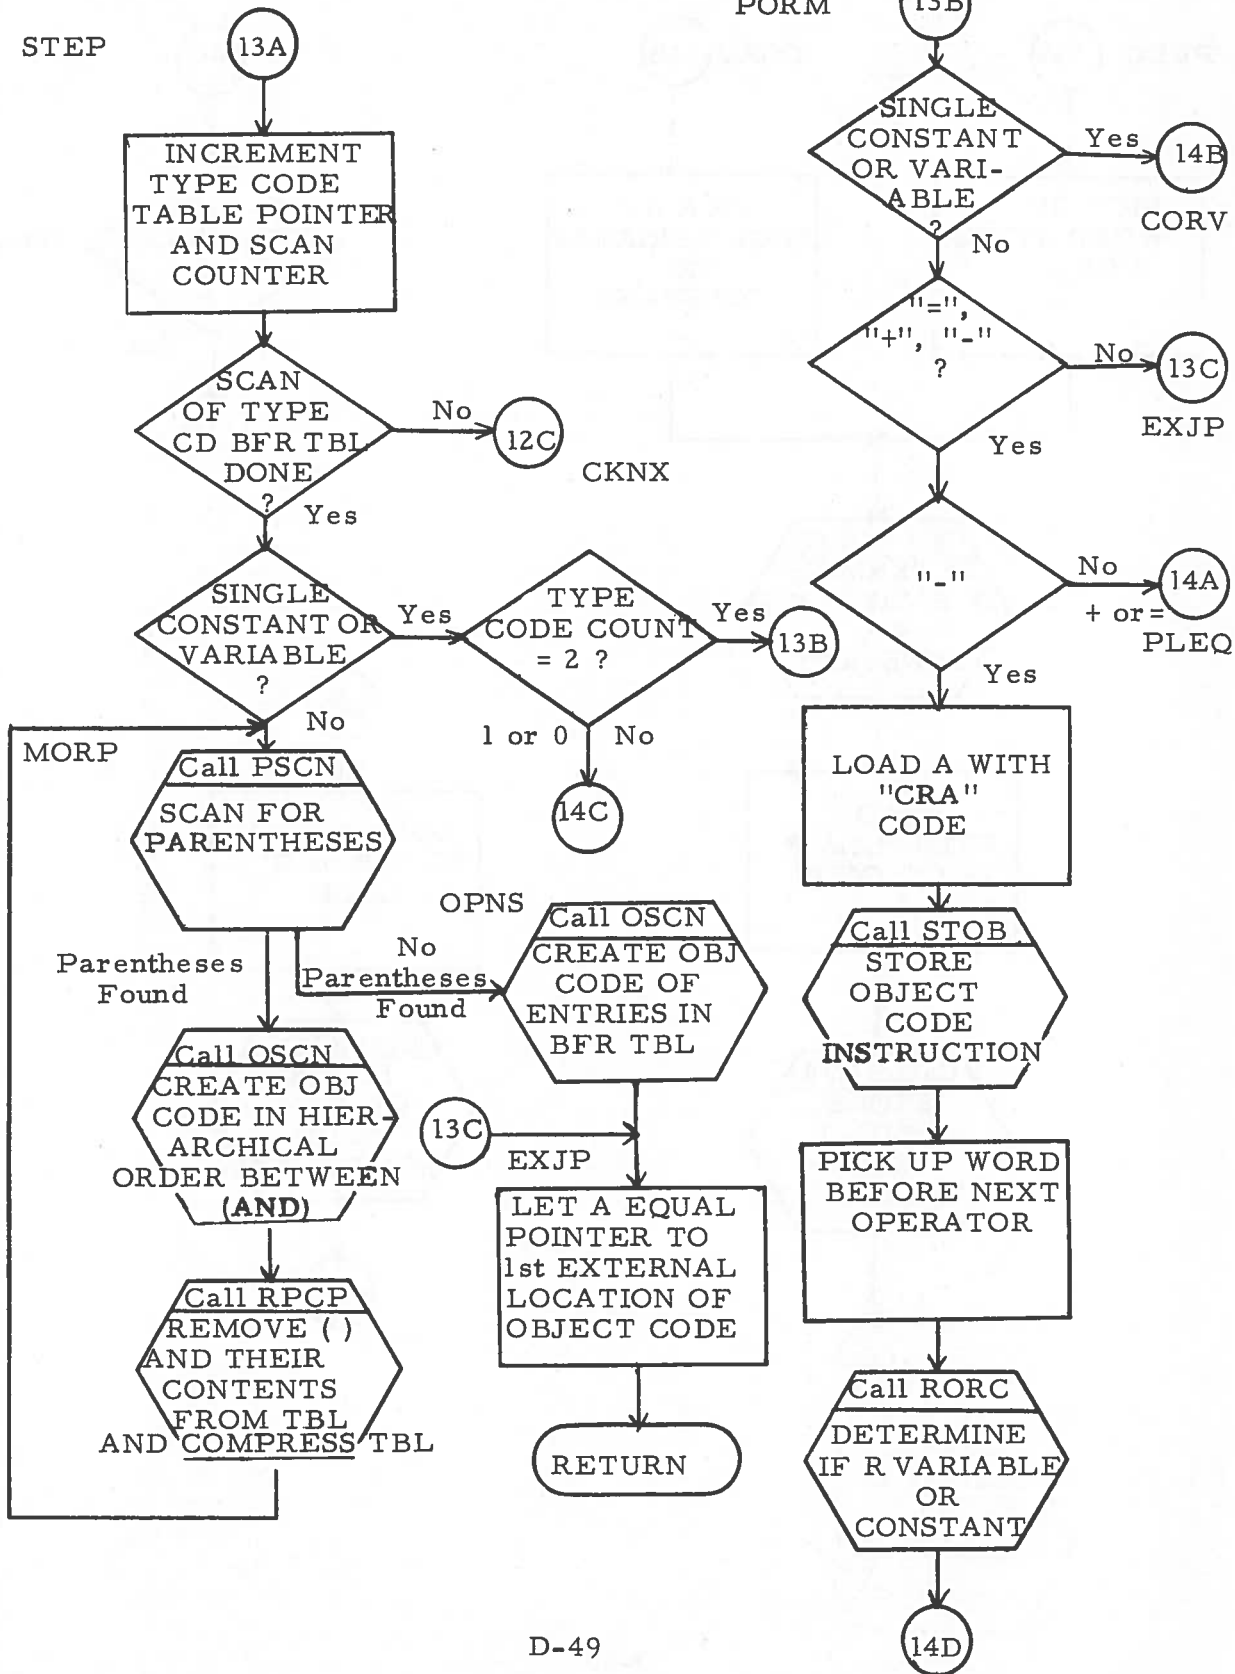 STEP
13A
INCREMENT
TYPE CODE
TABLE POINTER
AND SCAN
COUNTER
SCAN
OF TYPE
CD BFR TBL
DONE
?
No
12C
CKNX
Yes
SINGLE
CONSTANT OR
VARIABLE
?
Yes
TYPE
CODE COUNT
= 2 ?
Yes
13B
No
1 or 0
No
14C
MORP
Call PSCN
SCAN FOR
PARENTHESES
Parentheses
Found
No
Parentheses
Found
OPNS
Call OSCN
CREATE OBJ
CODE OF
ENTRIES IN
BFR TBL
Call OSCN
CREATE OBJ
CODE IN HIER-
ARCHICAL
ORDER BETWEEN
(AND)
13C
EXJP
LET A EQUAL
POINTER TO
1st EXTERNAL
LOCATION OF
OBJECT CODE
Call RPCP
REMOVE ( )
AND THEIR
CONTENTS
FROM TBL
AND COMPRESS TBL
RETURN
PORM
13B
SINGLE
CONSTANT
OR VARI-
ABLE
?
Yes
14B
CORV
No
"=",
"+", "-"
?
No
13C
EXJP
Yes
"-"
No
14A
+ or =
PLEQ
Yes
LOAD A WITH
"CRA"
CODE
Call STOB
STORE
OBJECT
CODE
INSTRUCTION
PICK UP WORD
BEFORE NEXT
OPERATOR
Call RORC
DETERMINE
IF R VARIABLE
OR
CONSTANT
14D
D-49